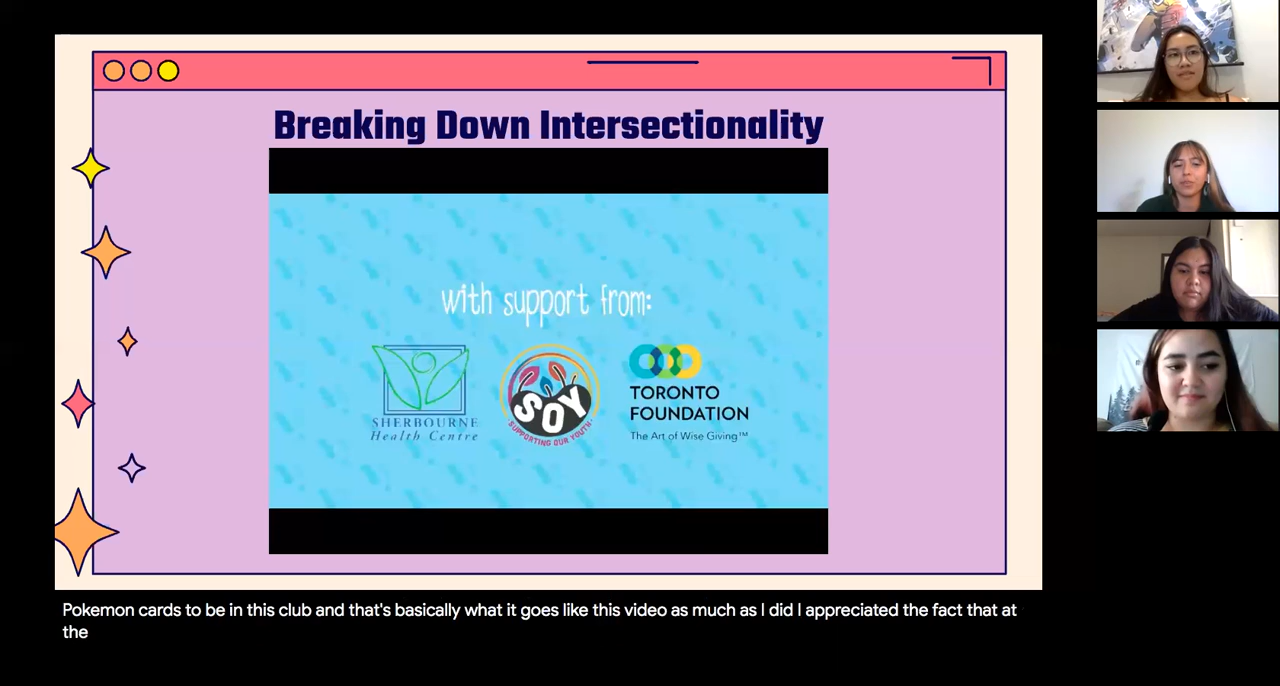 Breaking Down Intersectionality
with support from:
SHERBOURNE
Health Centre
SOY
SUPPORTING OUR YOUTH
TORONTO
FOUNDATION
The Art of Wise Giving™
Pokemon cards to be in this club and that's basically what it goes like this video as much as I did I appreciated the fact that at
the